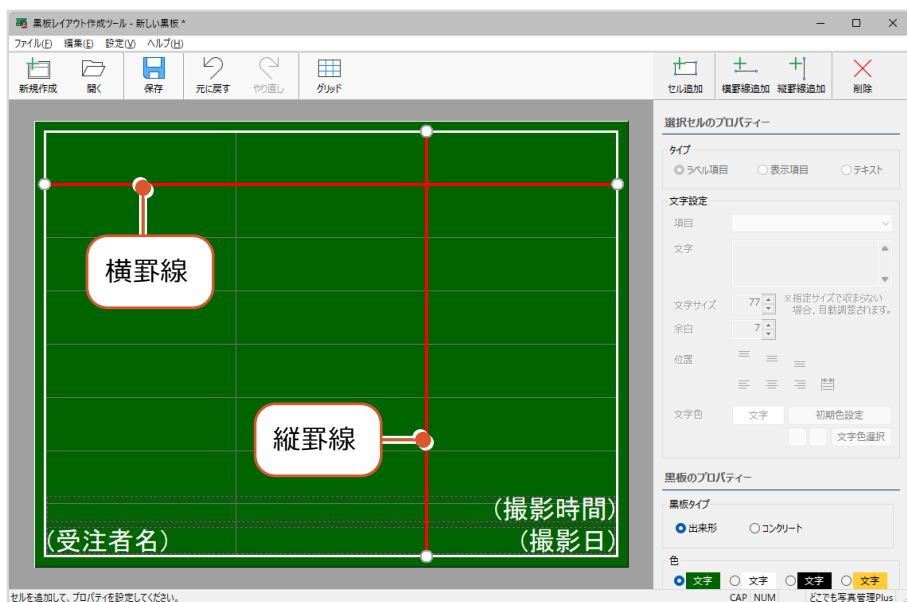 黒板レイアウト作成ツール - 新しい黒板 *
ファイル(F) 編集(E) 設定(V) ヘルプ(H)
新規作成 開く 保存 元に戻す やり直し グリッド セル追加 横罫線追加 縦罫線追加 削除
選択セルのプロパティー
タイプ
ラベル項目 表示項目 テキスト
文字設定
項目
文字
文字サイズ 77 ※指定サイズで収まらない
場合、自動調整されます。
余白 7
位置
文字色 文字 初期色設定
文字色選択
黒板のプロパティー
黒板タイプ
出来形 コンクリート
色
文字 文字 文字 文字
横罫線
縦罫線
(撮影時間)
(受注者名) (撮影日)
セルを追加して、プロパティを設定してください。 CAP NUM どこでも写真管理Plus